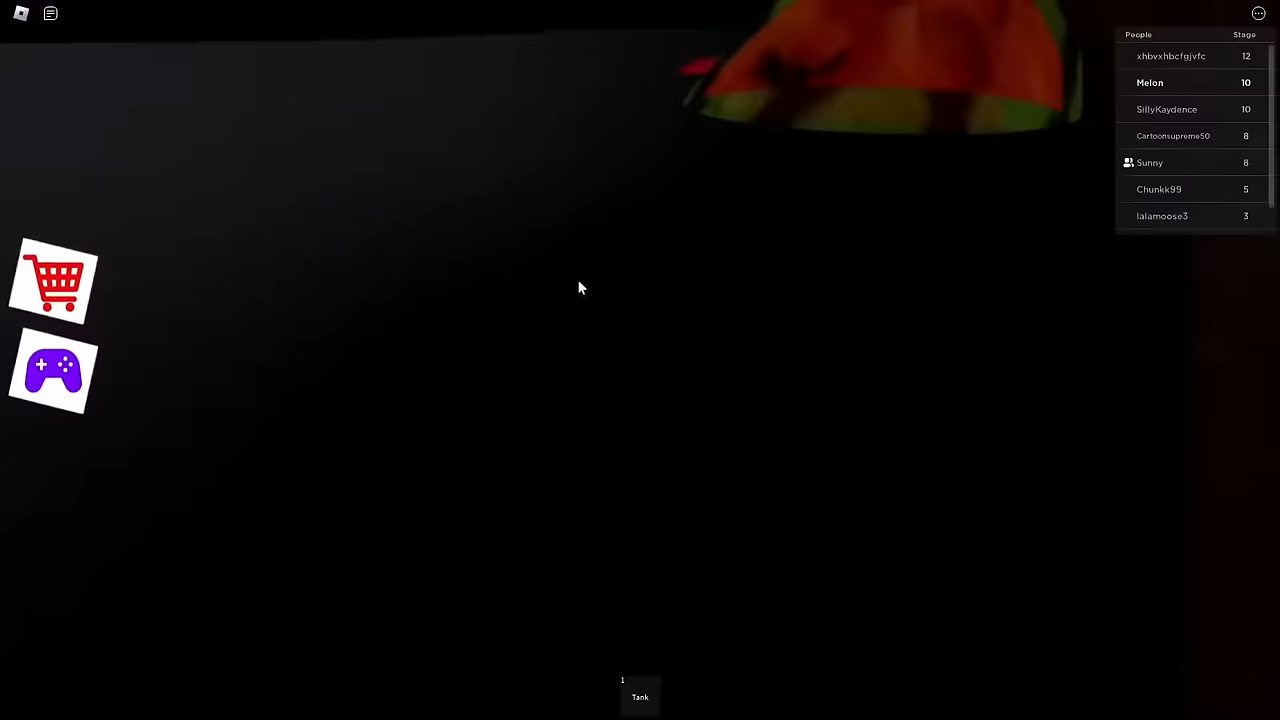 People Stage
xhbvxhbcfgjvfc 12
Melon 10
SillyKaydence 10
Cartoonsupreme50 8
Sunny 8
Chunkk99 5
lalamoose3 3
1
Tank